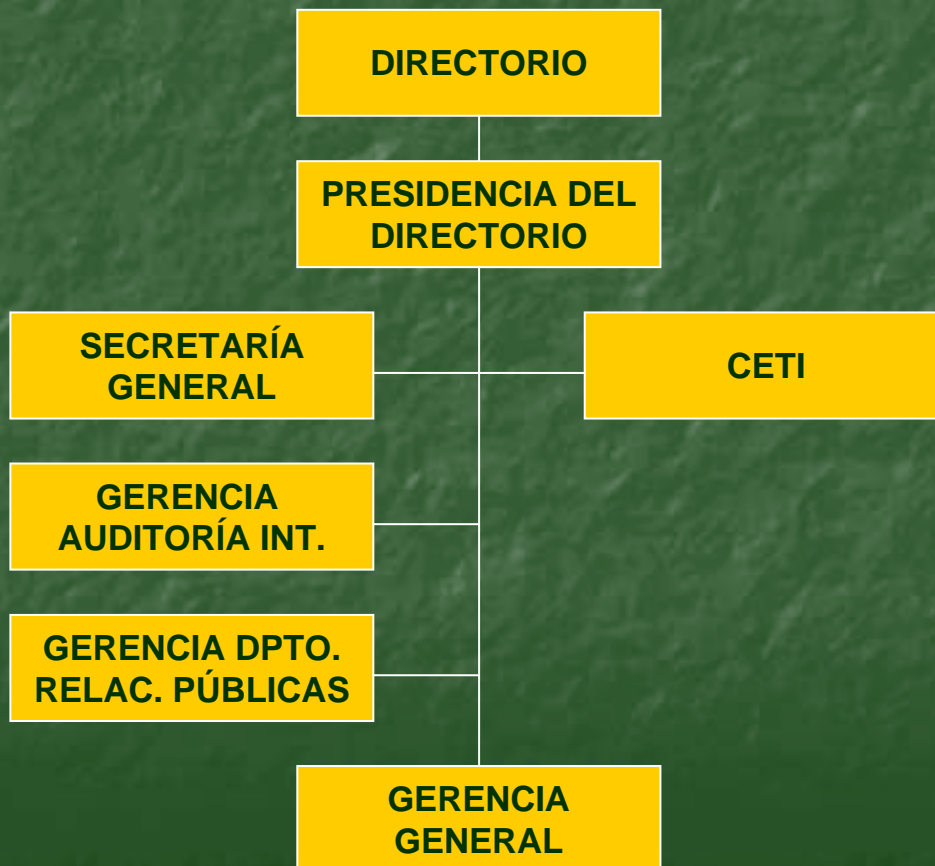 DIRECTORIO
PRESIDENCIA DEL
DIRECTORIO
SECRETARÍA
GENERAL
CETI
GERENCIA
AUDITORÍA INT.
GERENCIA DPTO.
RELAC. PÚBLICAS
GERENCIA
GENERAL